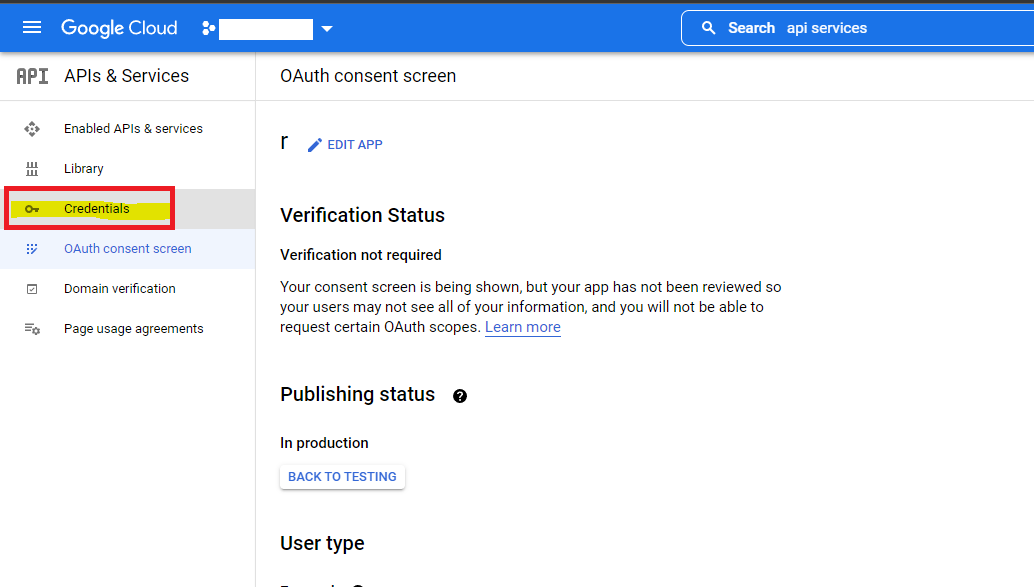 Google Cloud
Search api services
API APIs & Services
OAuth consent screen
Enabled APIs & services
Library
Credentials
OAuth consent screen
Domain verification
Page usage agreements
r EDIT APP
Verification Status
Verification not required
Your consent screen is being shown, but your app has not been reviewed so
your users may not see all of your information, and you will not be able to
request certain OAuth scopes. Learn more
Publishing status ?
In production
BACK TO TESTING
User type